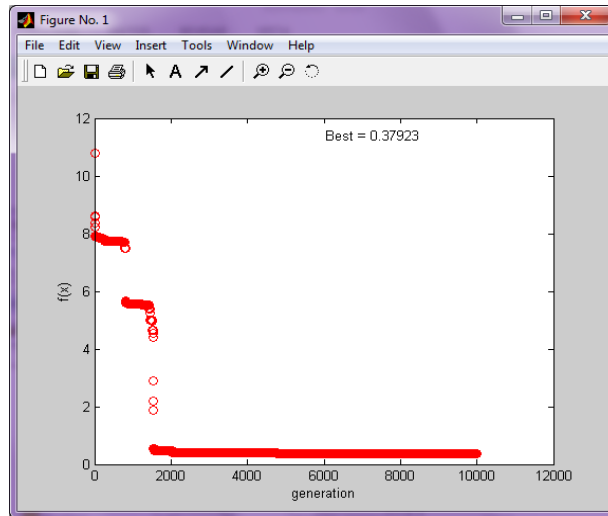 Figure No. 1
File Edit View Insert Tools Window Help
A
Best = 0.37923
12
10
8
6
4
2
0
f(x)
0 2000 4000 6000 8000 10000 12000
generation